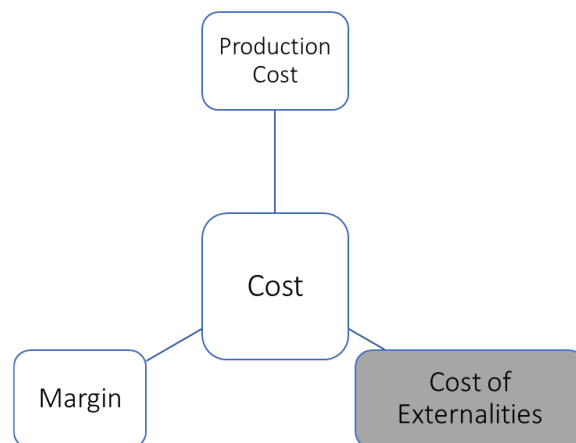 Production
Cost
Cost
Margin
Cost of
Externalities